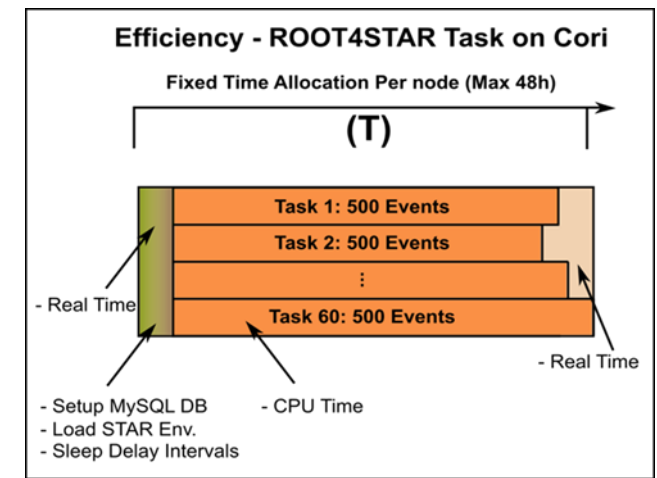 Efficiency - ROOT4STAR Task on Cori
Fixed Time Allocation Per node (Max 48h)
(T)
Task 1: 500 Events
Task 2: 500 Events
⋮
Task 60: 500 Events
- Real Time
- Real Time
- Setup MySQL DB
- Load STAR Env.
- Sleep Delay Intervals
- CPU Time